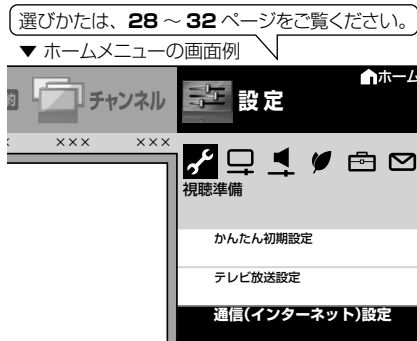 選びかたは、28～32ページをご覧ください。
▼ ホームメニューの画面例
ホーム
チャンネル
設定
××× ×××
視聴準備
かんたん初期設定
テレビ放送設定
通信(インターネット)設定